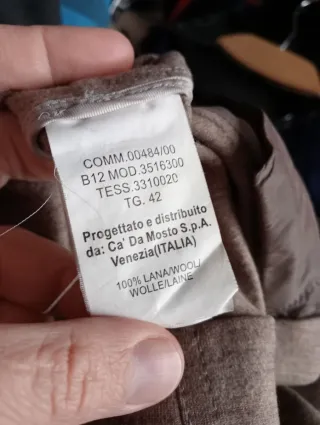 COMM.00484/00
B12 MOD.3516300
TESS.3310020
TG. 42
Progettato e distribuito
da: Ca' Da Mosto S.p.A.
Venezia(ITALIA)
100% LANA/WOOL/
WOLLE/LAINE